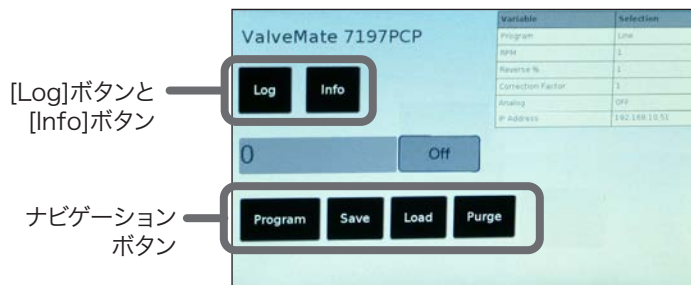 ValveMate 7197PCP
Variable Selection
Program Line
RPM 1
Reverse % 1
Correction Factor 1
Analog OFF
IP Address 192.168.10.51
[Log]ボタンと
[Info]ボタン
Log Info
0 Off
ナビゲーション
ボタン
Program Save Load Purge